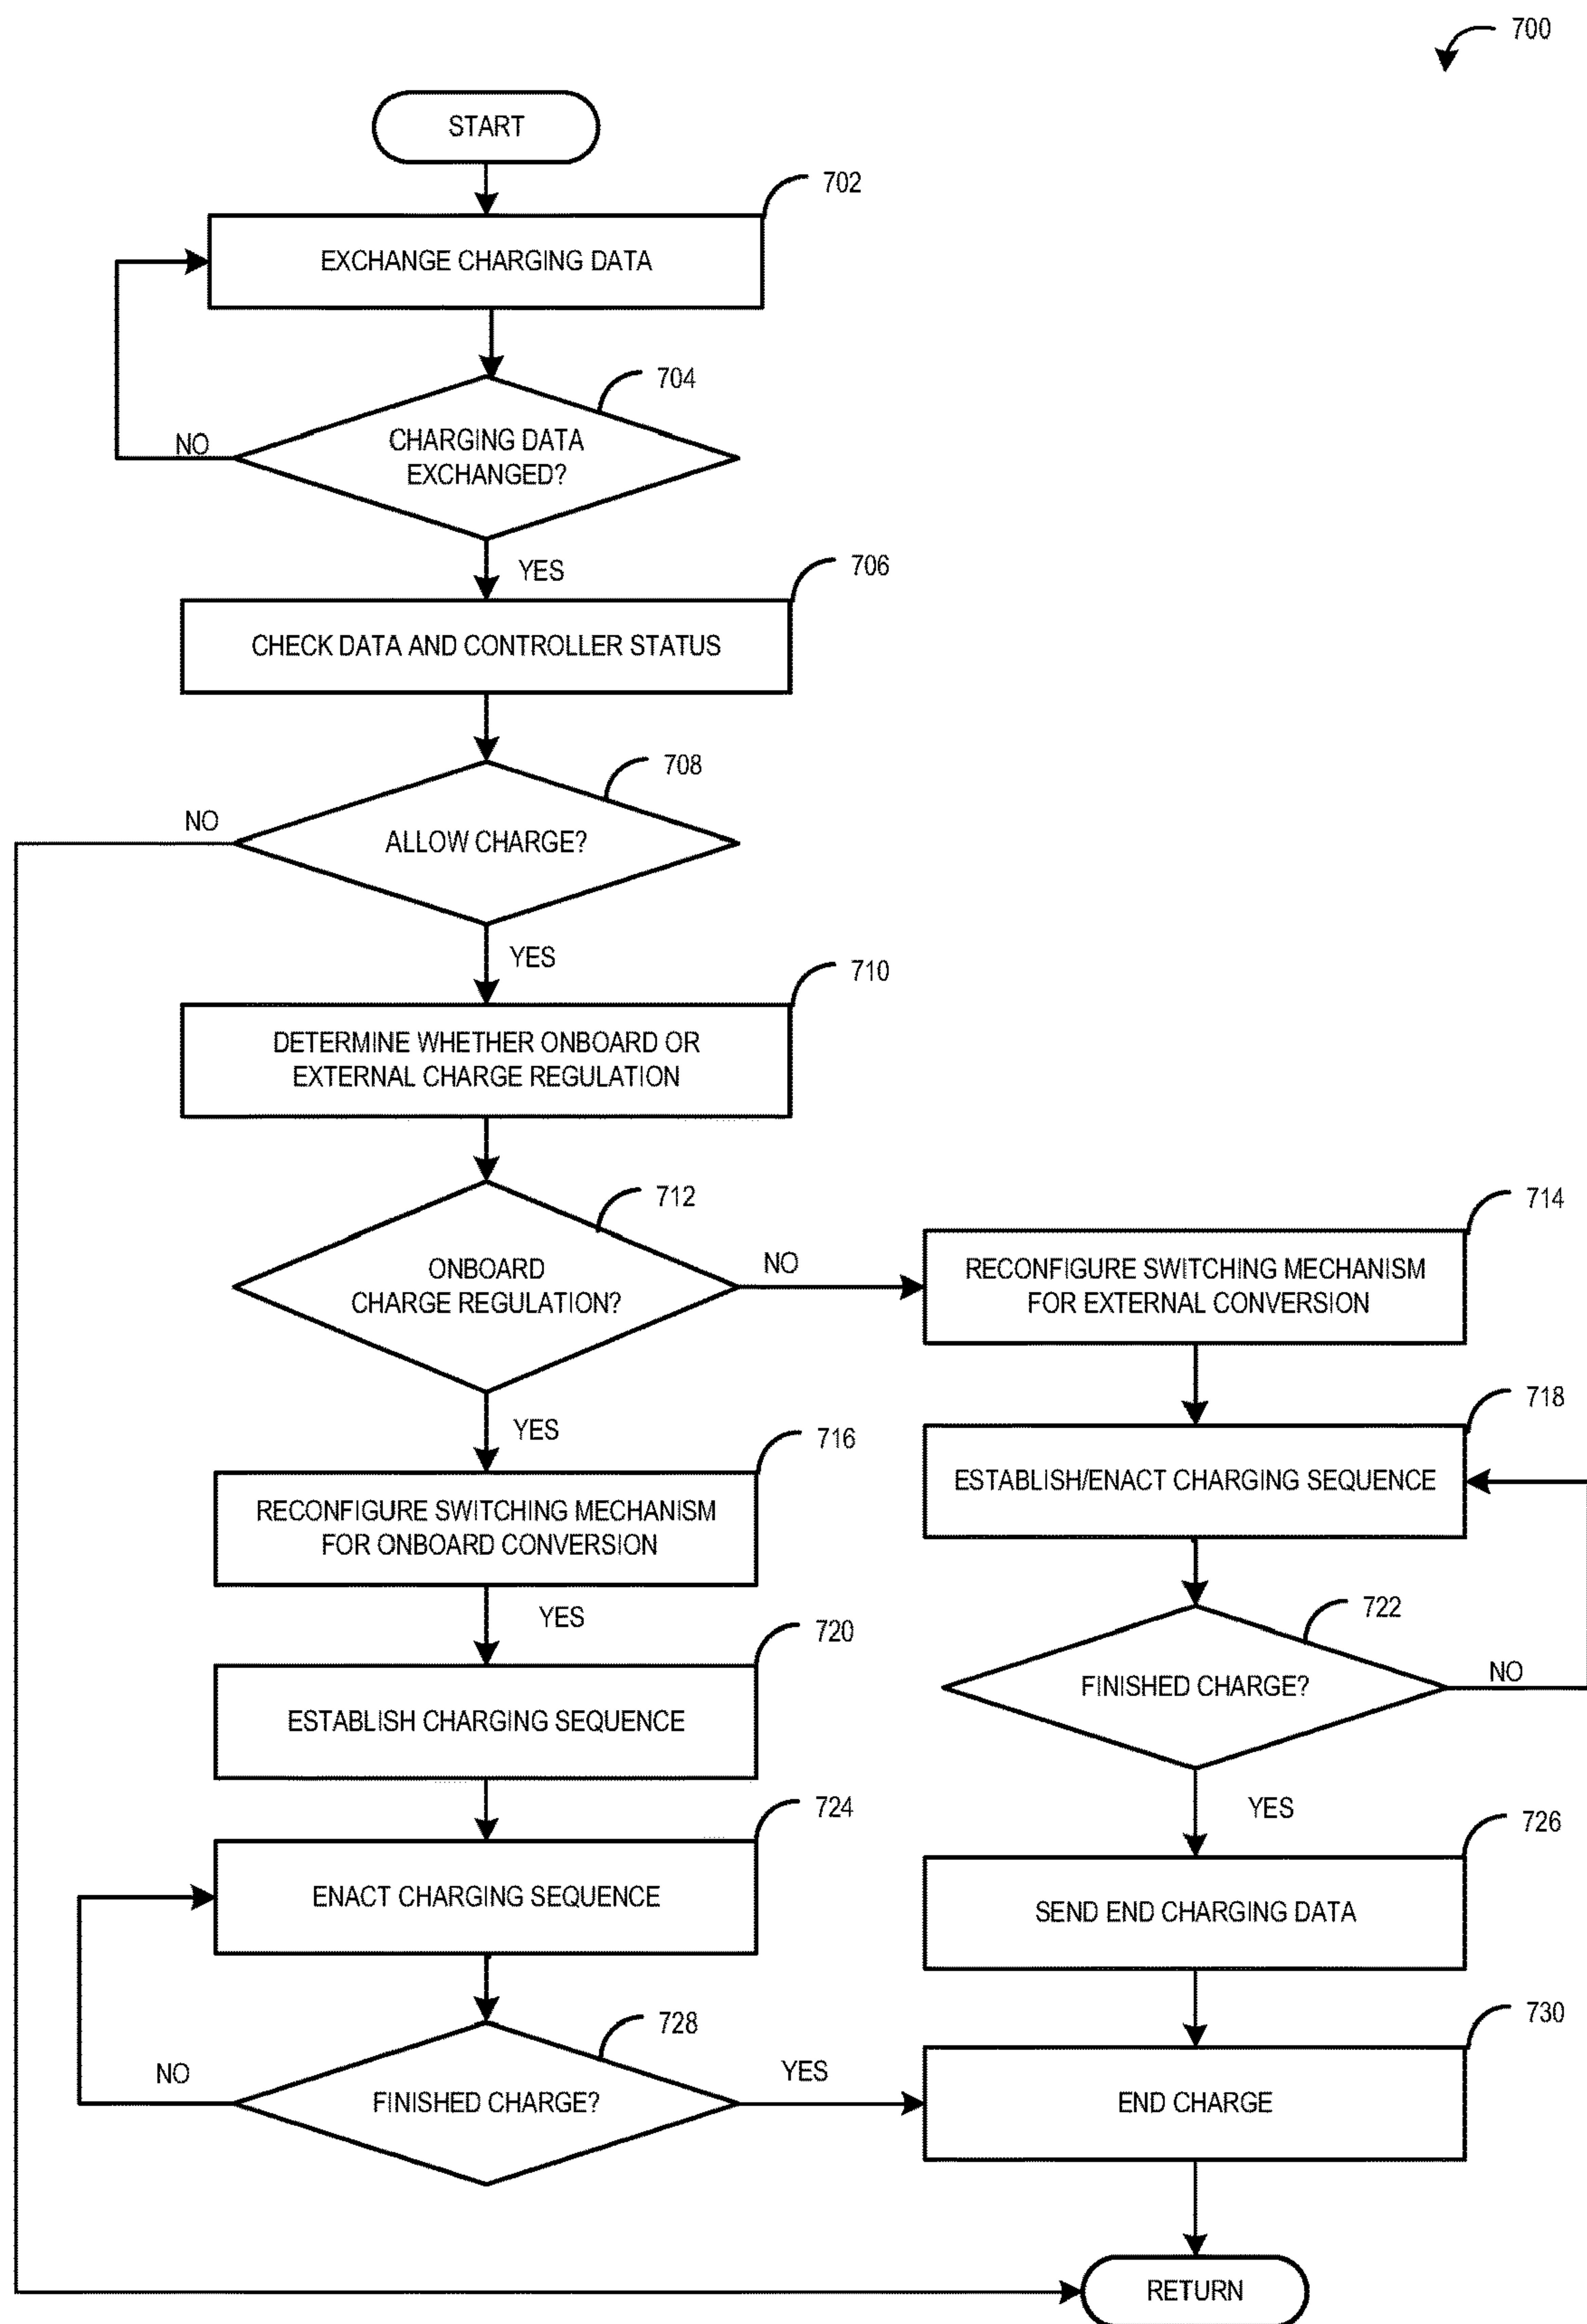 700
START
702
EXCHANGE CHARGING DATA
704
CHARGING DATA
EXCHANGED?
NO
YES
706
CHECK DATA AND CONTROLLER STATUS
708
NO
ALLOW CHARGE?
YES
710
DETERMINE WHETHER ONBOARD OR
EXTERNAL CHARGE REGULATION
712
ONBOARD
CHARGE REGULATION?
NO
714
RECONFIGURE SWITCHING MECHANISM
FOR EXTERNAL CONVERSION
YES
716
RECONFIGURE SWITCHING MECHANISM
FOR ONBOARD CONVERSION
718
ESTABLISH/ENACT CHARGING SEQUENCE
YES
720
ESTABLISH CHARGING SEQUENCE
722
FINISHED CHARGE?
NO
YES
724
ENACT CHARGING SEQUENCE
726
SEND END CHARGING DATA
728
NO
FINISHED CHARGE?
YES
730
END CHARGE
RETURN